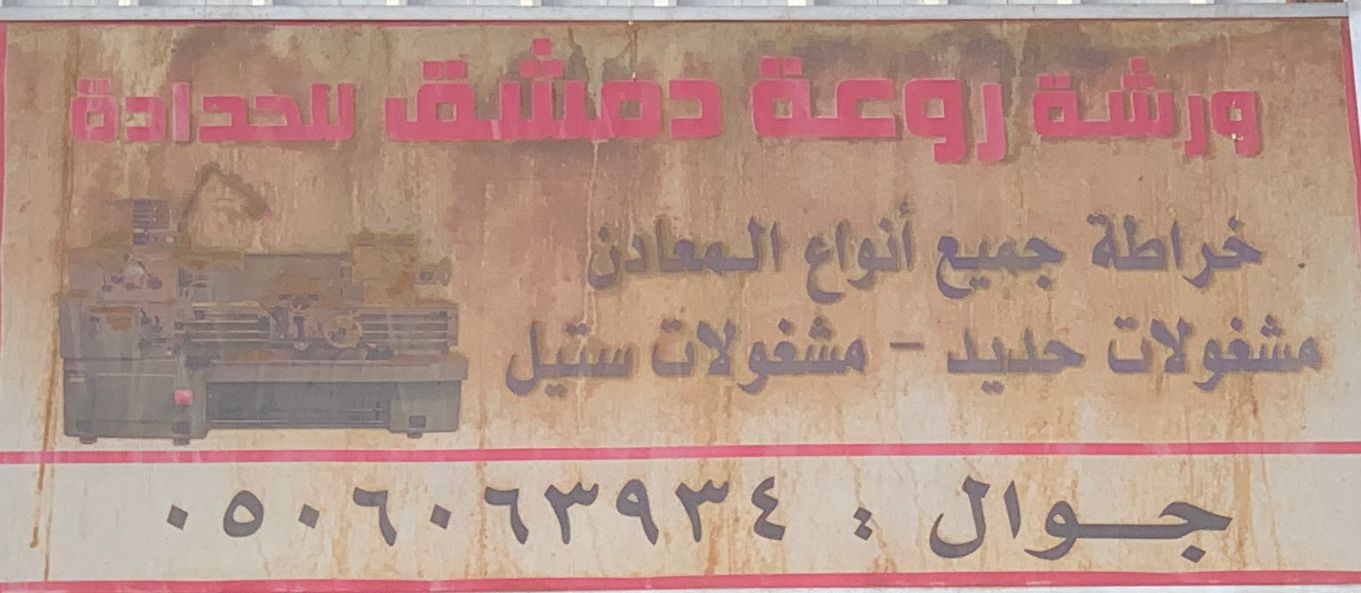 ورشة روعة دمشق للحدادة
خراطة جميع أنواع المعادن
مشغولات حديد - مشغولات ستيل
جوال : ٠٥٠٦٠٦٣٩٣٤